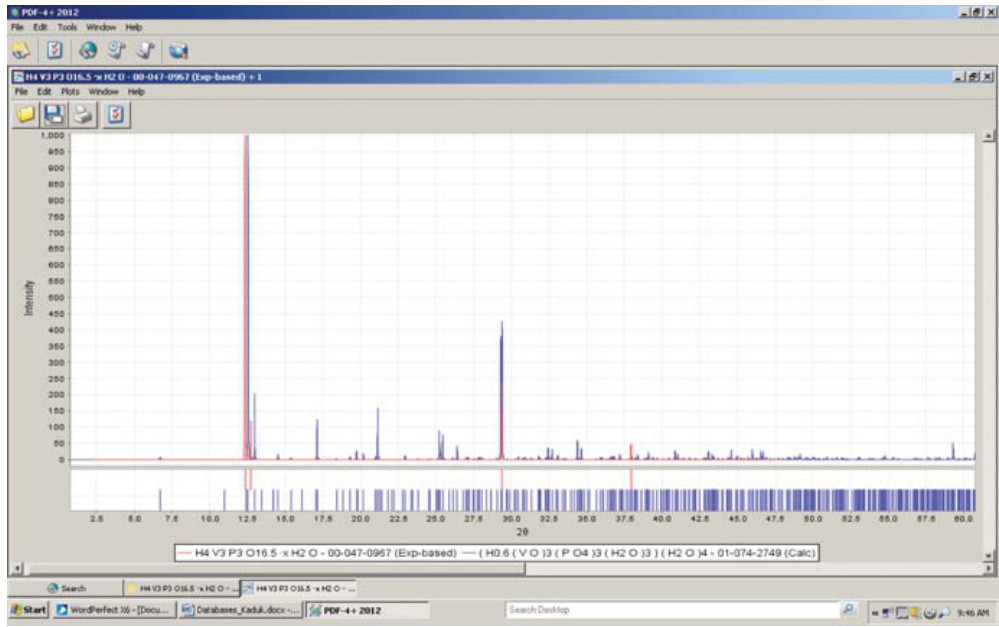 PDF-4+ 2012
File Edit Tools Window Help
H4 V3 P3 O16.5 ·x H2 O - 00-047-0967 (Exp-based) + 1
File Edit Plots Window Help
1,000
950
900
850
800
750
700
650
600
550
500
450
400
350
300
250
200
150
100
50
0
Intensity
2.5 5.0 7.5 10.0 12.5 15.0 17.5 20.0 22.5 25.0 27.5 30.0 32.5 35.0 37.5 40.0 42.5 45.0 47.5 50.0 52.5 55.0 57.5 60.0
2θ
H4 V3 P3 O16.5 ·x H2 O - 00-047-0967 (Exp-based) ( H0.6 ( V O )3 ( P O4 )3 ( H2 O )3 ) ( H2 O )4 - 01-074-2749 (Calc)
Search H4 V3 P3 O16.5 ·x H2 O - ... H4 V3 P3 O16.5 ·x H2 O - ...
Start WordPerfect X6 - [Docu... Databases_Kaduk.docx -... PDF-4+ 2012 Search Desktop 9:46 AM